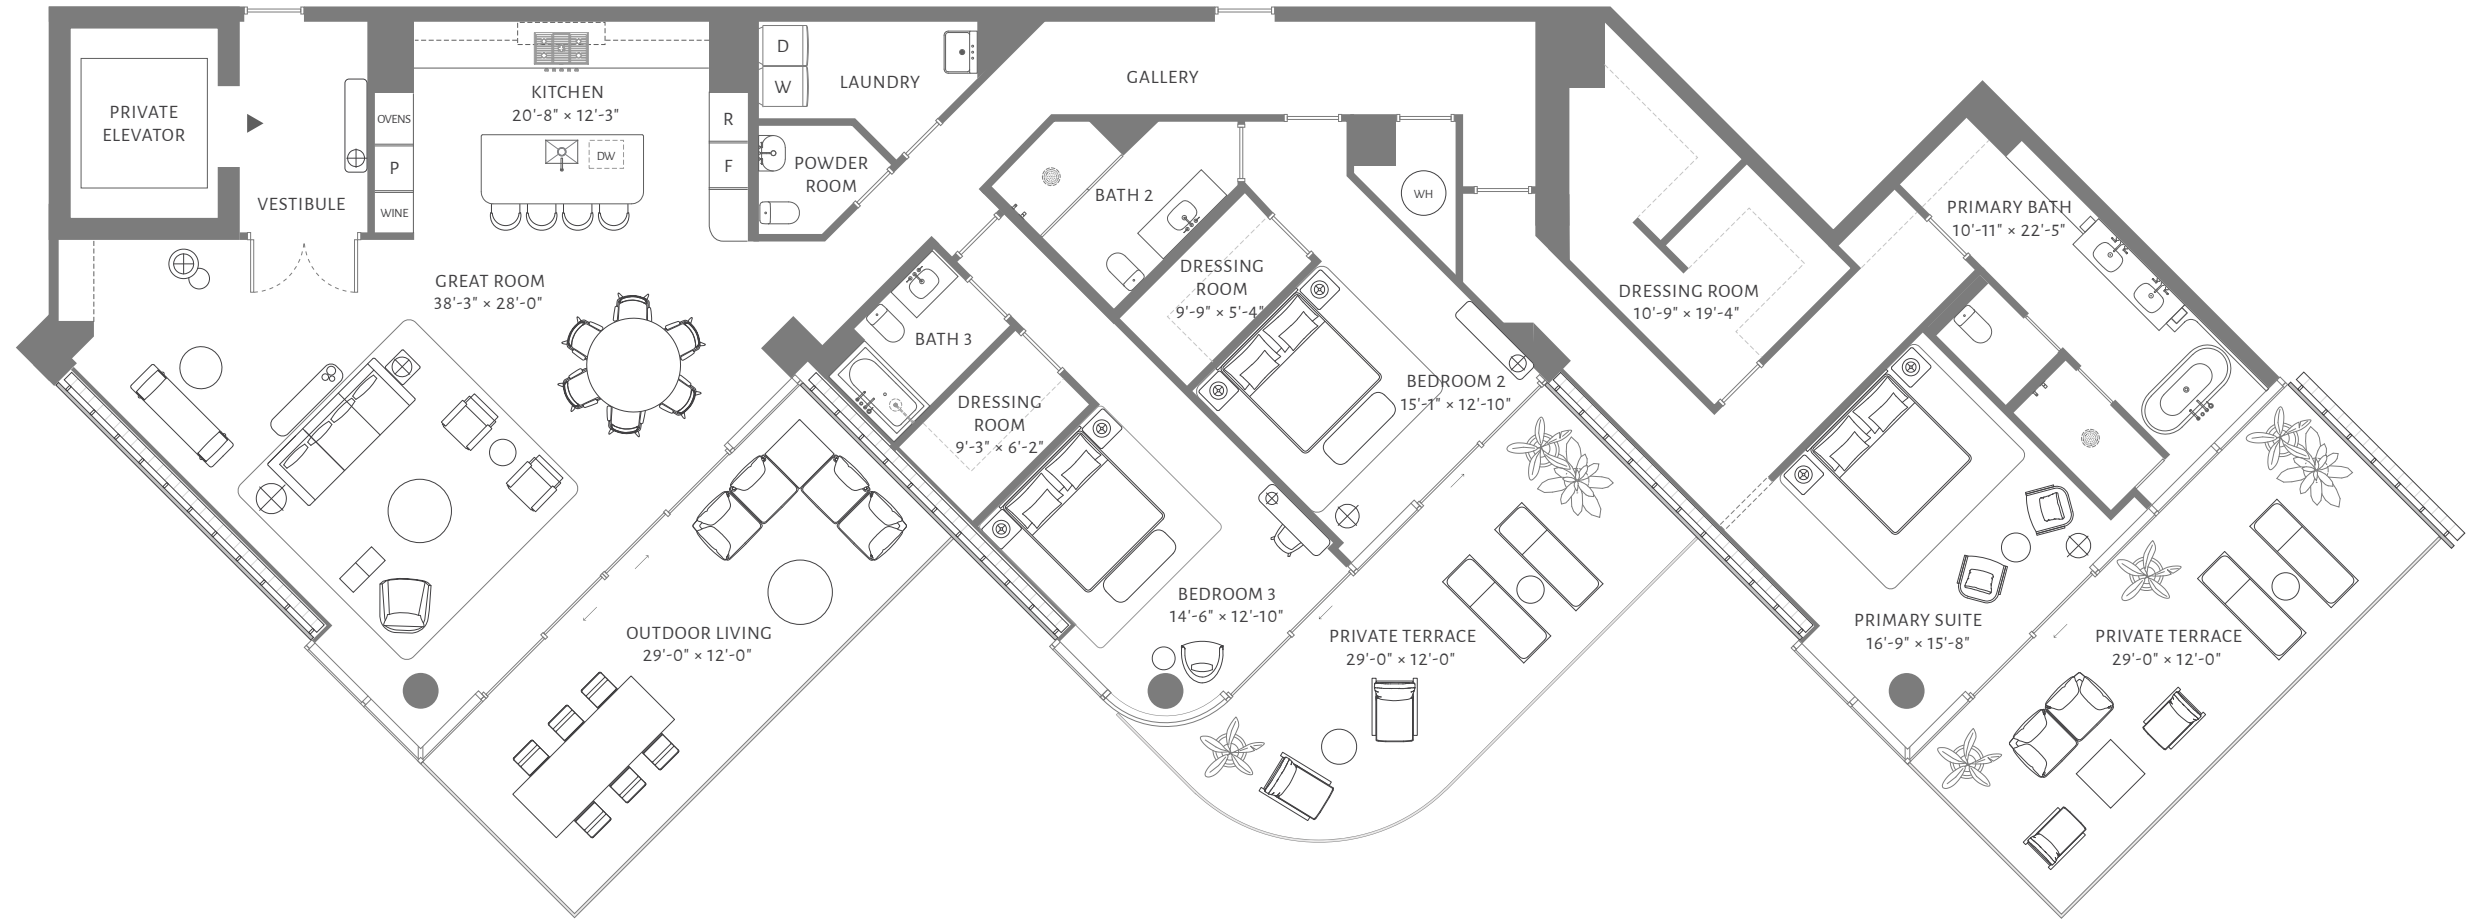 PRIVATE
ELEVATOR
VESTIBULE
OVENS
P
WINE
KITCHEN
20'-8" × 12'-3"
DW
R
F
D
W
LAUNDRY
POWDER
ROOM
GALLERY
GREAT ROOM
38'-3" × 28'-0"
OUTDOOR LIVING
29'-0" × 12'-0"
BATH 3
DRESSING
ROOM
9'-3" × 6'-2"
BEDROOM 3
14'-6" × 12'-10"
BATH 2
DRESSING
ROOM
9'-9" × 5'-4"
WH
BEDROOM 2
15'-1" × 12'-10"
PRIVATE TERRACE
29'-0" × 12'-0"
DRESSING ROOM
10'-9" × 19'-4"
PRIMARY BATH
10'-11" × 22'-5"
PRIMARY SUITE
16'-9" × 15'-8"
PRIVATE TERRACE
29'-0" × 12'-0"